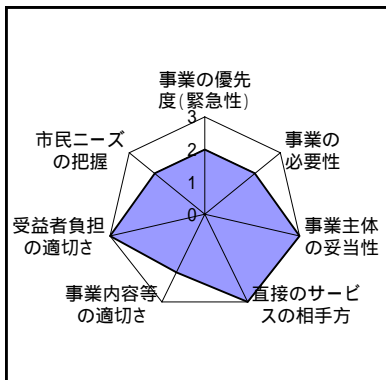 事業の優先
度(緊急性)
3
2
1
0
事業の
必要性
事業主体
の妥当性
直接のサービ
スの相手方
事業内容等
の適切さ
受益者負担
の適切さ
市民ニーズ
の把握